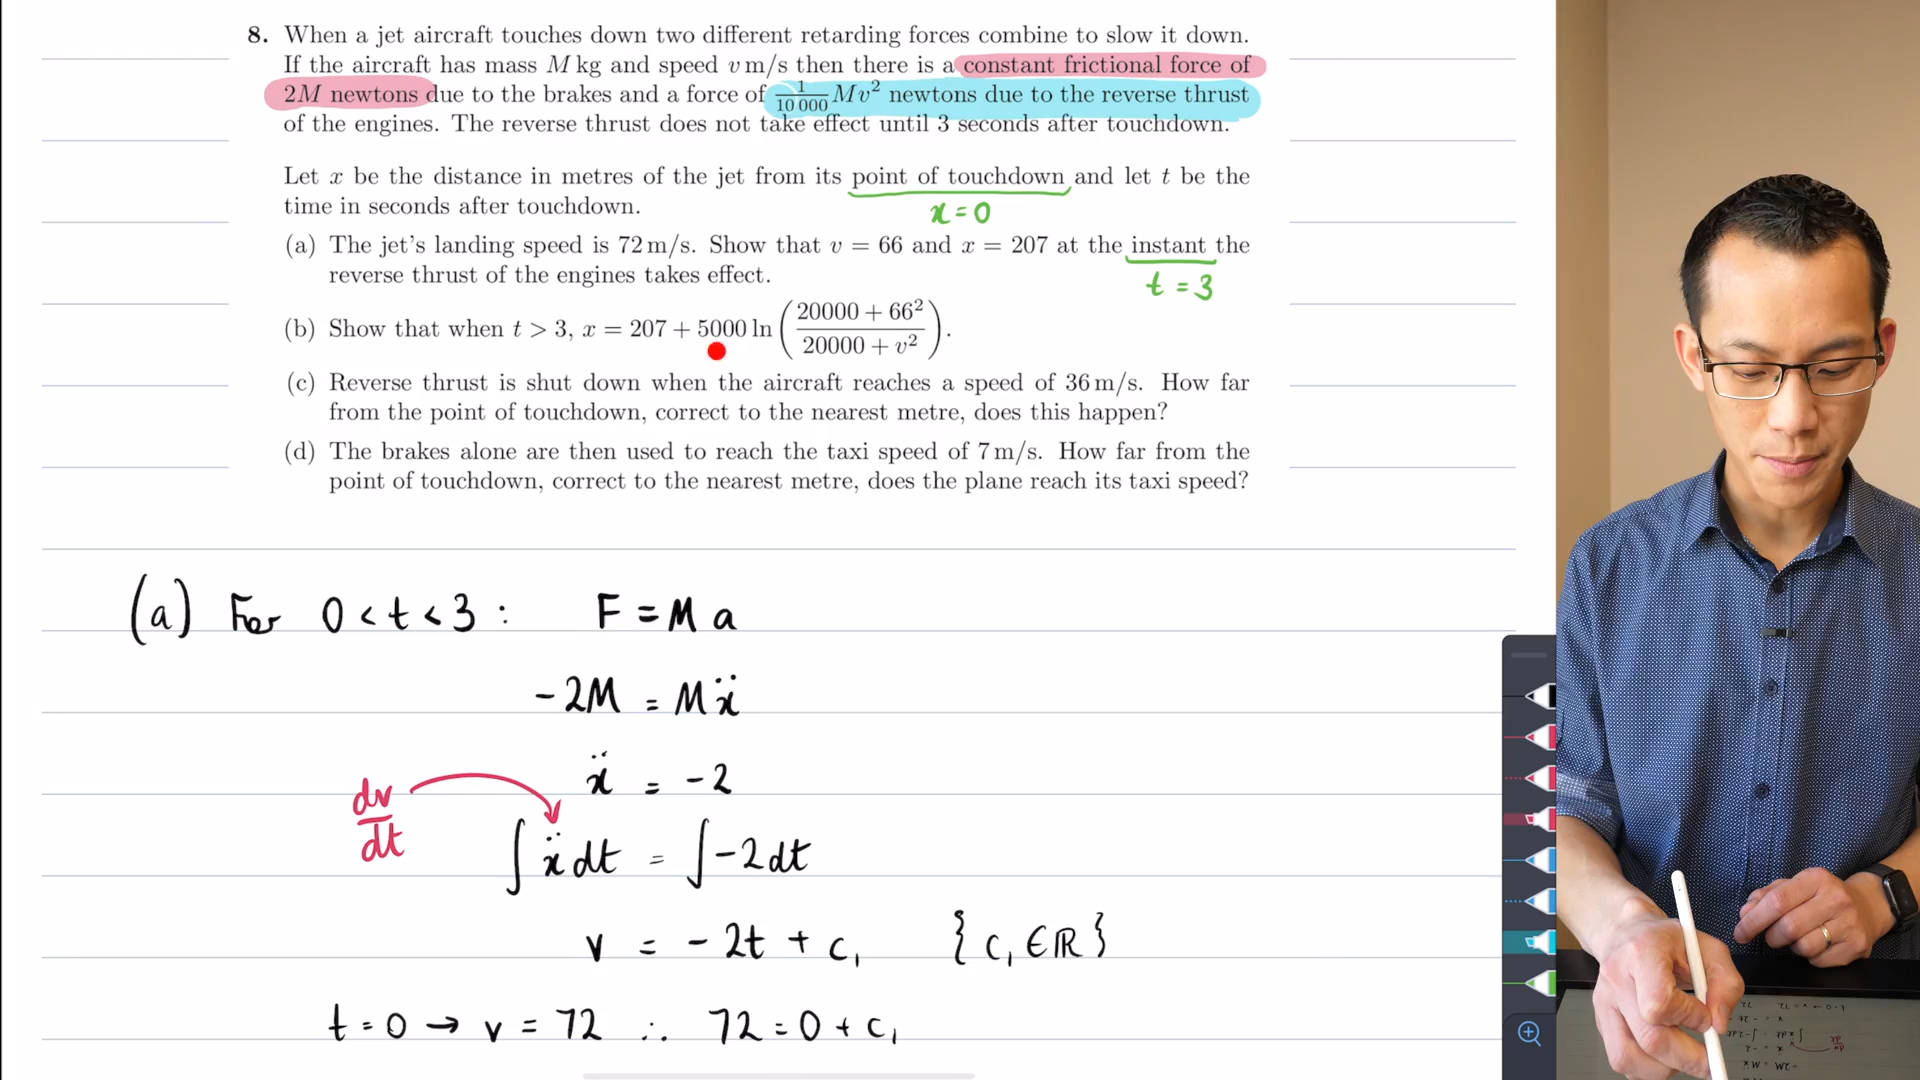 8. When a jet aircraft touches down two different retarding forces combine to slow it down.
If the aircraft has mass M kg and speed v m/s then there is a constant frictional force of
2M newtons due to the brakes and a force of 1/10 000 Mv² newtons due to the reverse thrust
of the engines. The reverse thrust does not take effect until 3 seconds after touchdown.
Let x be the distance in metres of the jet from its point of touchdown and let t be the
time in seconds after touchdown.
x = 0
(a) The jet's landing speed is 72 m/s. Show that v = 66 and x = 207 at the instant the
reverse thrust of the engines takes effect.
t = 3
(b) Show that when t > 3, x = 207 + 5000 ln ( (20000 + 66²) / (20000 + v²) ).
(c) Reverse thrust is shut down when the aircraft reaches a speed of 36 m/s. How far
from the point of touchdown, correct to the nearest metre, does this happen?
(d) The brakes alone are then used to reach the taxi speed of 7 m/s. How far from the
point of touchdown, correct to the nearest metre, does the plane reach its taxi speed?
(a) For 0 < t < 3 : F = M a
-2M = Mẍ
ẍ = -2
dv/dt
∫ ẍ dt = ∫ -2 dt
v = -2t + c₁ { c₁ ∈ ℝ }
t = 0 → v = 72 ∴ 72 = 0 + c₁